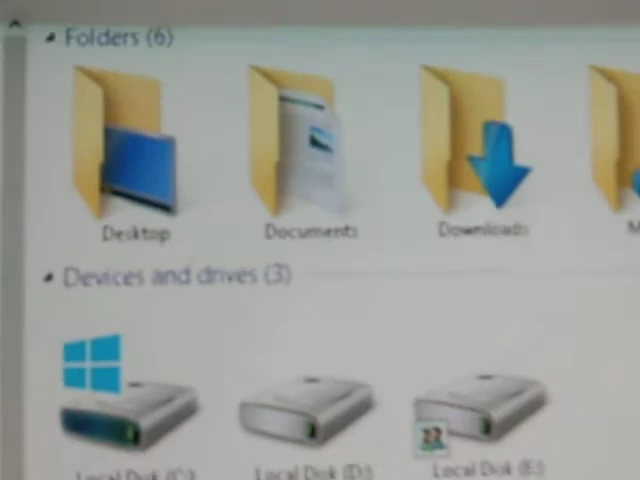 Folders (6)
Desktop Documents Downloads M
Devices and drives (3)
Local Disk (C:) Local Disk (D:) Local Disk (E:)